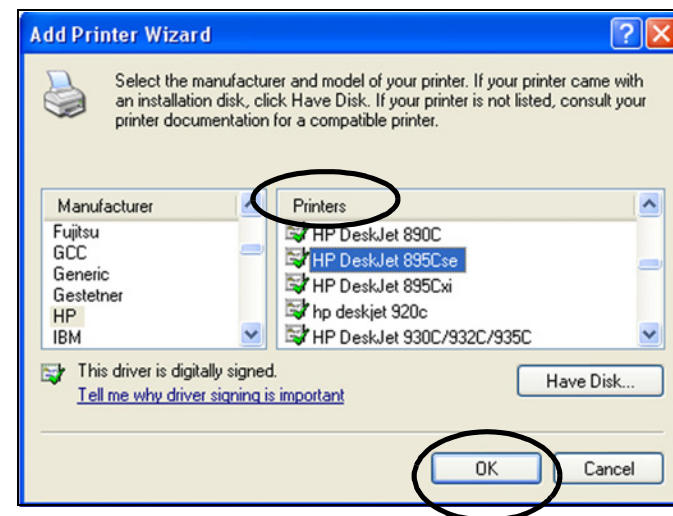 Add Printer Wizard
Select the manufacturer and model of your printer. If your printer came with
an installation disk, click Have Disk. If your printer is not listed, consult your
printer documentation for a compatible printer.
Manufacturer
Fujitsu
GCC
Generic
Gestetner
HP
IBM
Printers
HP DeskJet 890C
HP DeskJet 895Cse
HP DeskJet 895Cxi
hp deskjet 920c
HP DeskJet 930C/932C/935C
This driver is digitally signed.
Tell me why driver signing is important
Have Disk...
OK
Cancel